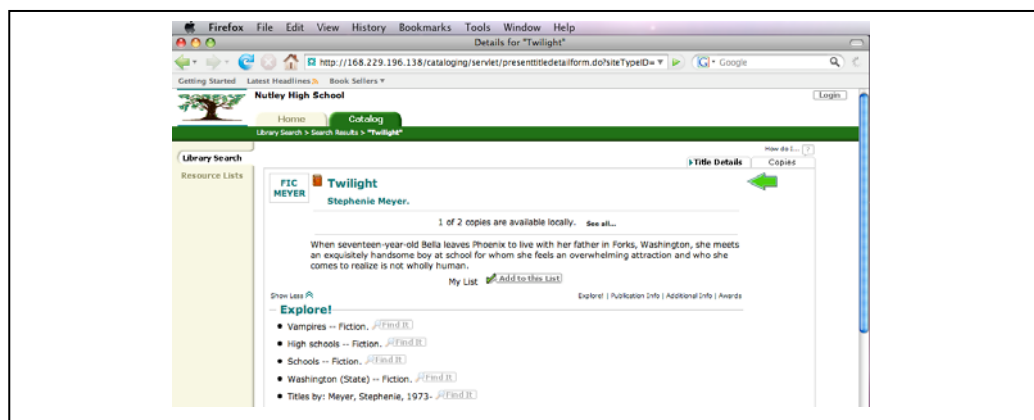 Firefox File Edit View History Bookmarks Tools Window Help
Details for "Twilight"
http://168.229.196.138/cataloging/servlet/presenttitledetailform.do?siteTypeID= Google
Getting Started Latest Headlines Book Sellers
Nutley High School Login
Home Catalog
Library Search > Search Results > "Twilight"
How do I... ?
Library Search Title Details Copies
Resource Lists
FIC MEYER
Twilight
Stephenie Meyer.
1 of 2 copies are available locally. See all...
When seventeen-year-old Bella leaves Phoenix to live with her father in Forks, Washington, she meets
an exquisitely handsome boy at school for whom she feels an overwhelming attraction and who she
comes to realize is not wholly human.
My List Add to this List
Show Less Explore! | Publication Info | Additional Info | Awards
Explore!
• Vampires -- Fiction. Find It
• High schools -- Fiction. Find It
• Schools -- Fiction. Find It
• Washington (State) -- Fiction. Find It
• Titles by: Meyer, Stephenie, 1973- Find It